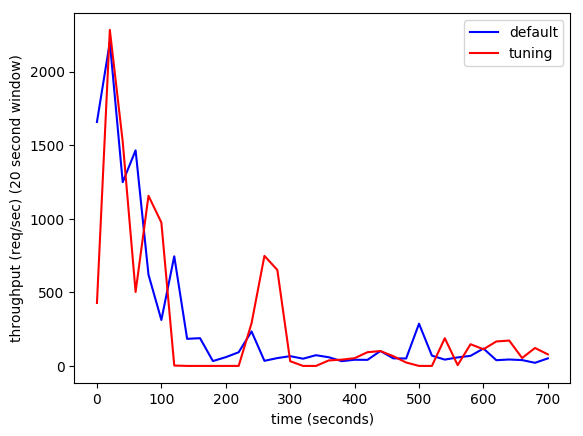 default
tuning
throughput (req/sec) (20 second window)
2000
1500
1000
500
0
0 100 200 300 400 500 600 700
time (seconds)